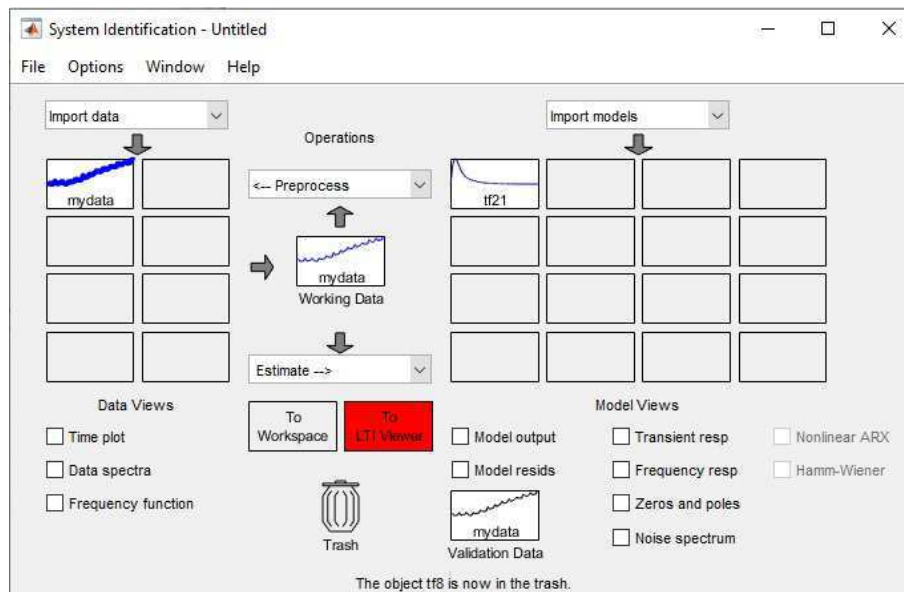 System Identification - Untitled
File Options Window Help
Import data
Import models
Operations
mydata
<-- Preprocess
tf21
mydata
Working Data
Estimate -->
Data Views
Model Views
To Workspace
To LTI Viewer
Time plot
Model output
Transient resp
Nonlinear ARX
Data spectra
Model resids
Frequency resp
Hamm-Wiener
Frequency function
Zeros and poles
mydata
Trash
Validation Data
Noise spectrum
The object tf8 is now in the trash.